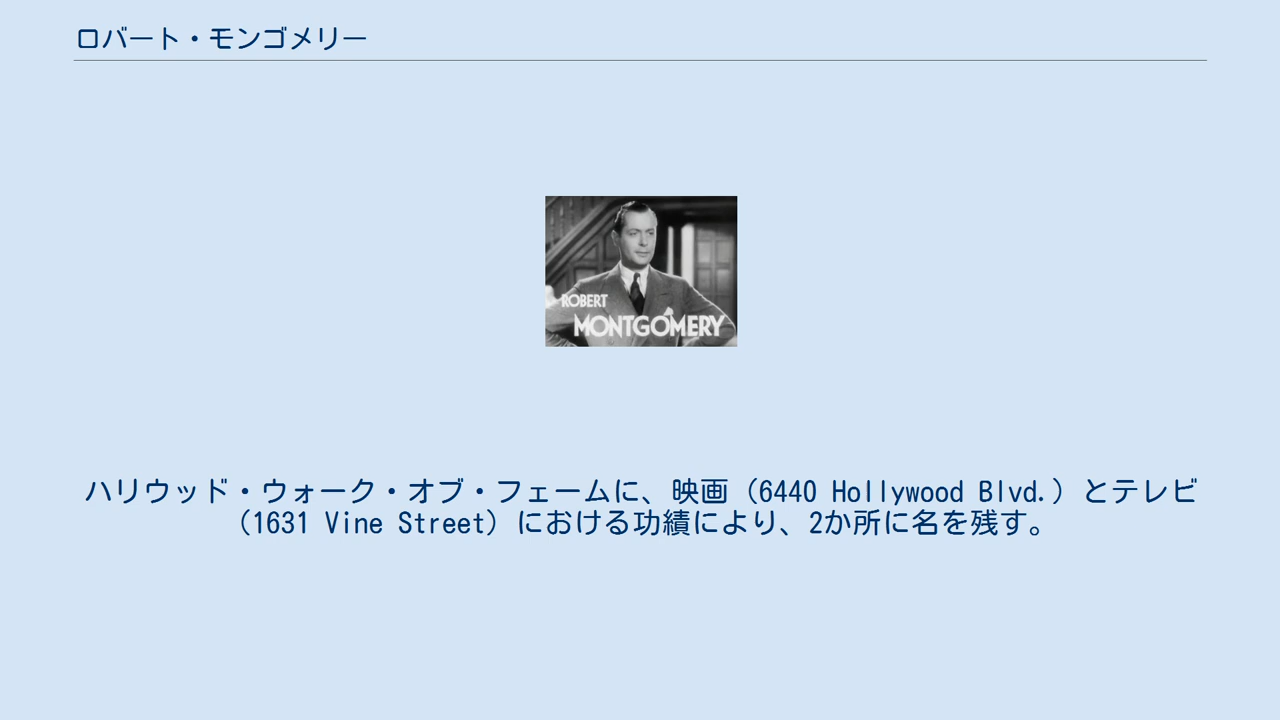 ロバート・モンゴメリー
ROBERT
MONTGOMERY
ハリウッド・ウォーク・オブ・フェームに、映画（6440 Hollywood Blvd.）とテレビ
（1631 Vine Street）における功績により、2か所に名を残す。